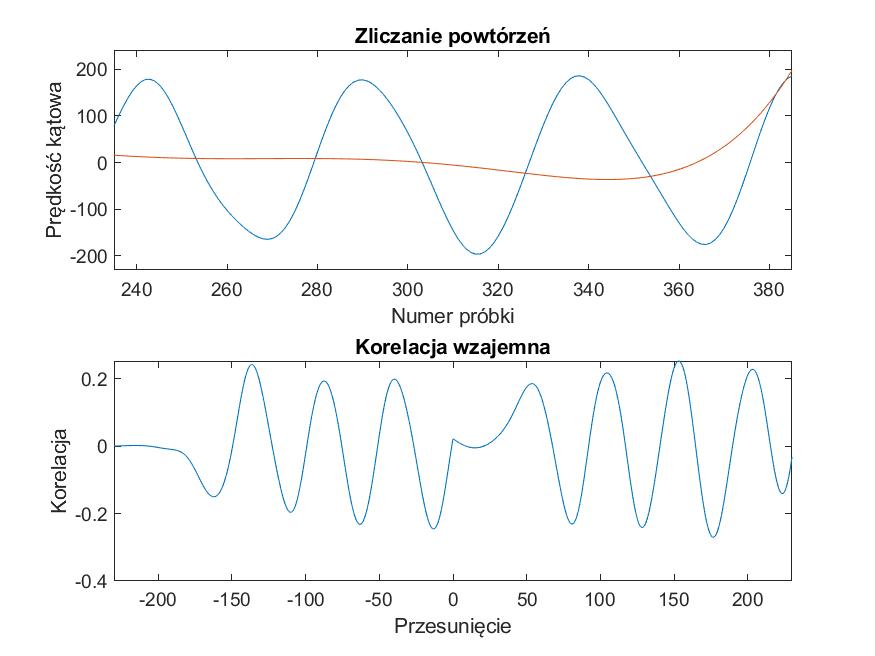 Zliczanie powtórzeń
200
100
0
-100
-200
Prędkość kątowa
240 260 280 300 320 340 360 380
Numer próbki
Korelacja wzajemna
0.2
0
-0.2
-0.4
Korelacja
-200 -150 -100 -50 0 50 100 150 200
Przesunięcie